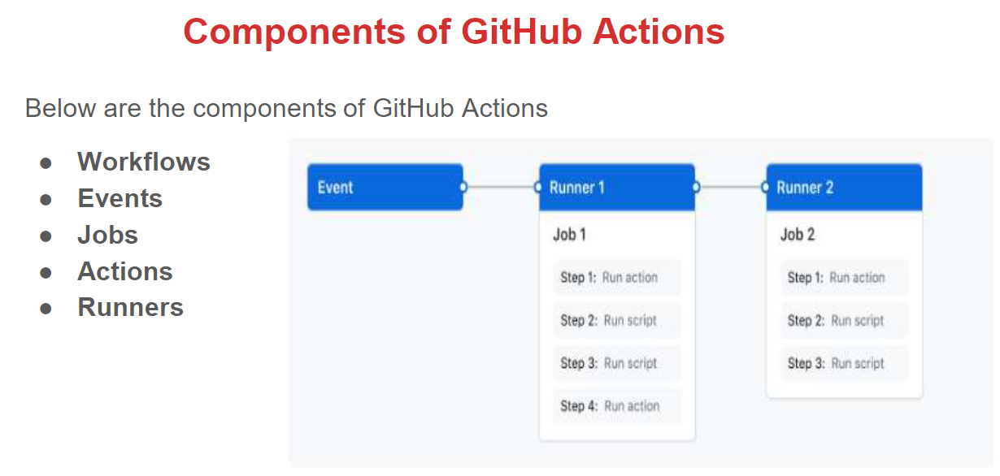 Components of GitHub Actions
Below are the components of GitHub Actions
● Workflows
● Events
● Jobs
● Actions
● Runners
Event
Runner 1
Job 1
Step 1: Run action
Step 2: Run script
Step 3: Run script
Step 4: Run action
Runner 2
Job 2
Step 1: Run action
Step 2: Run script
Step 3: Run script